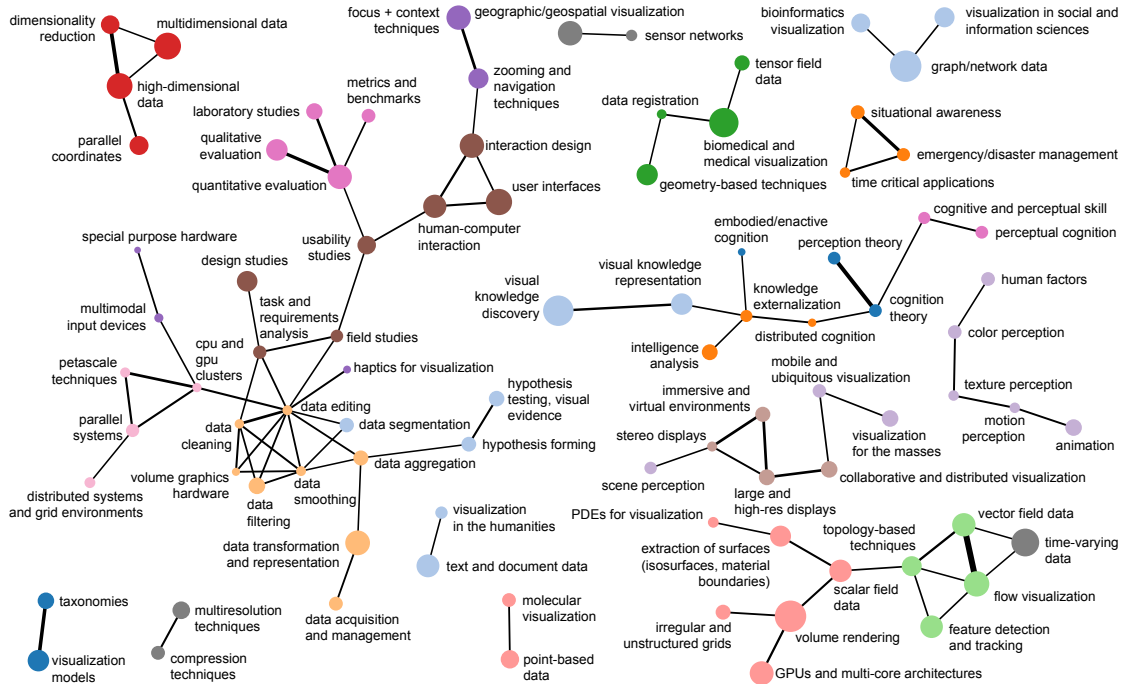 dimensionality
reduction
multidimensional data
high-dimensional
data
parallel
coordinates
focus + context
techniques
geographic/geospatial visualization
sensor networks
zooming and
navigation
techniques
metrics and
benchmarks
laboratory studies
qualitative
evaluation
quantitative evaluation
interaction design
user interfaces
human-computer
interaction
usability
studies
tensor field
data
data registration
biomedical and
medical visualization
geometry-based techniques
bioinformatics
visualization
visualization in social and
information sciences
graph/network data
situational awareness
emergency/disaster management
time critical applications
special purpose hardware
design studies
multimodal
input devices
task and
requirements
analysis
field studies
cpu and
gpu
clusters
petascale
techniques
haptics for visualization
parallel
systems
data editing
data
cleaning
data segmentation
hypothesis
testing, visual
evidence
hypothesis forming
data aggregation
volume graphics
hardware
data
smoothing
data
filtering
distributed systems
and grid environments
data transformation
and representation
data acquisition
and management
visualization
in the humanities
text and document data
embodied/enactive
cognition
cognitive and perceptual skill
perceptual cognition
perception theory
visual knowledge
representation
visual
knowledge
discovery
knowledge
externalization
cognition
theory
distributed cognition
intelligence
analysis
human factors
color perception
texture perception
motion
perception
animation
mobile and
ubiquitous visualization
immersive and
virtual environments
stereo displays
visualization
for the masses
scene perception
large and
high-res displays
collaborative and distributed visualization
PDEs for visualization
extraction of surfaces
(isosurfaces, material
boundaries)
topology-based
techniques
vector field data
time-varying
data
scalar field
data
flow visualization
irregular and
unstructured grids
volume rendering
feature detection
and tracking
GPUs and multi-core architectures
taxonomies
visualization
models
multiresolution
techniques
compression
techniques
molecular
visualization
point-based
data